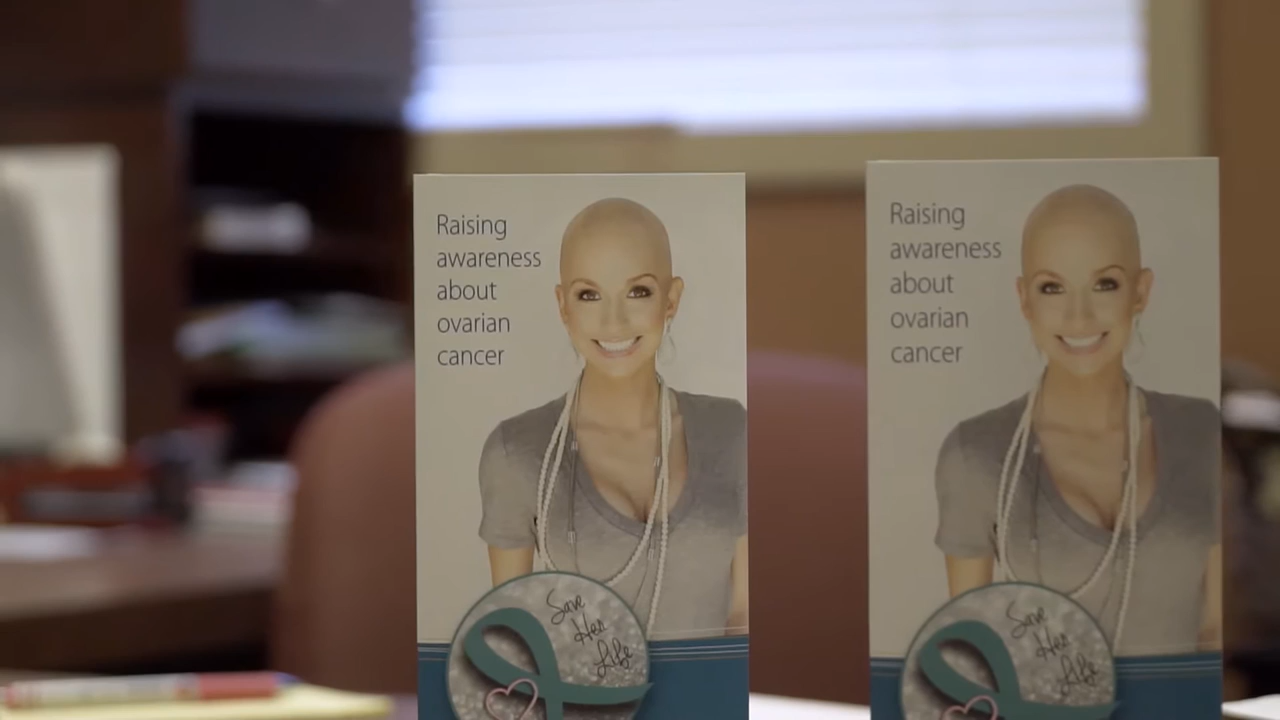 Raising
awareness
about
ovarian
cancer
Save
Her
Life
Raising
awareness
about
ovarian
cancer
Save
Her
Life